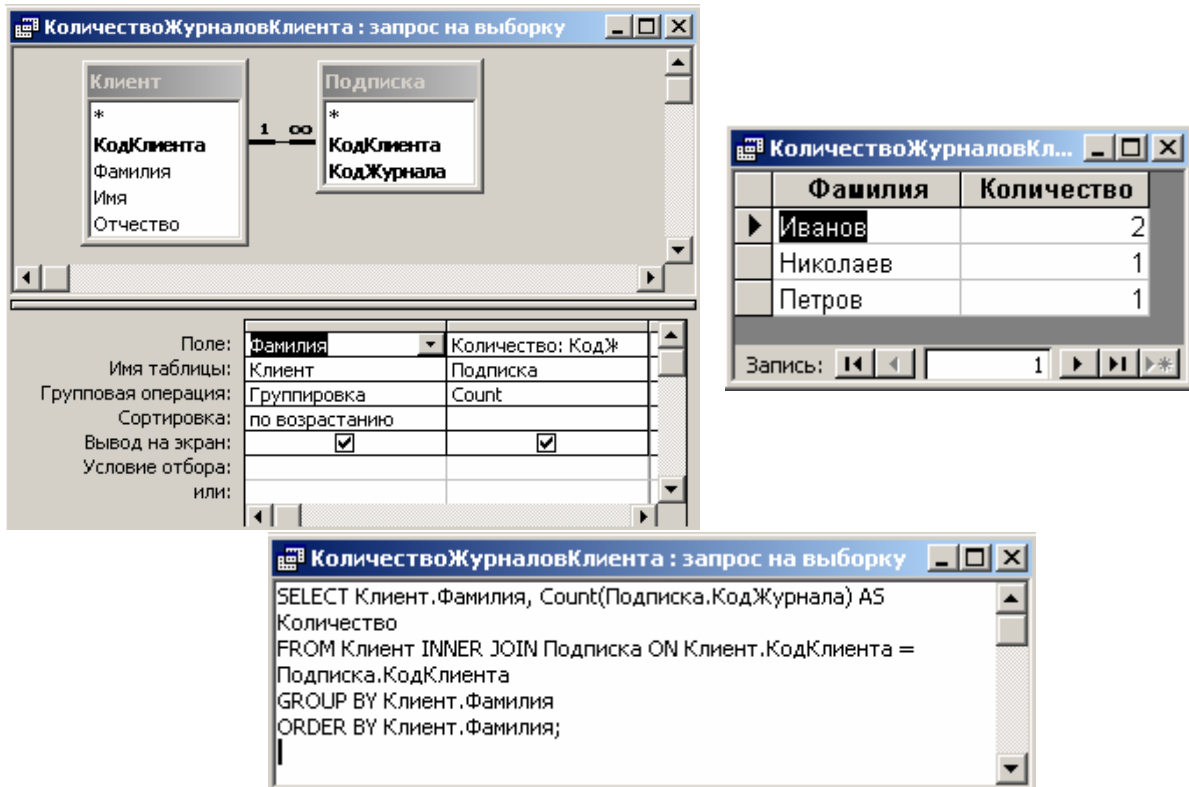 КоличествоЖурналовКлиента : запрос на выборку
Клиент
*
КодКлиента
Фамилия
Имя
Отчество
1 ∞
Подписка
*
КодКлиента
КодЖурнала
Поле: Фамилия Количество: КодЖ
Имя таблицы: Клиент Подписка
Групповая операция: Группировка Count
Сортировка: по возрастанию
Вывод на экран:
Условие отбора:
или:
КоличествоЖурналовКл...
Фамилия Количество
Иванов 2
Николаев 1
Петров 1
Запись: 1
КоличествоЖурналовКлиента : запрос на выборку
SELECT Клиент.Фамилия, Count(Подписка.КодЖурнала) AS
Количество
FROM Клиент INNER JOIN Подписка ON Клиент.КодКлиента =
Подписка.КодКлиента
GROUP BY Клиент.Фамилия
ORDER BY Клиент.Фамилия;